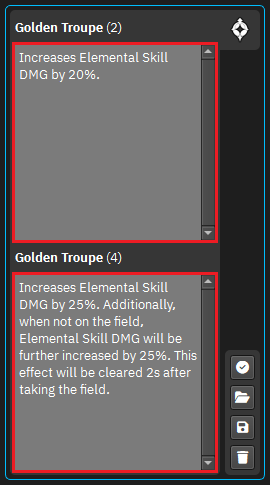 Golden Troupe (2)
Increases Elemental Skill
DMG by 20%.
Golden Troupe (4)
Increases Elemental Skill
DMG by 25%. Additionally,
when not on the field,
Elemental Skill DMG will be
further increased by 25%. This
effect will be cleared 2s after
taking the field.